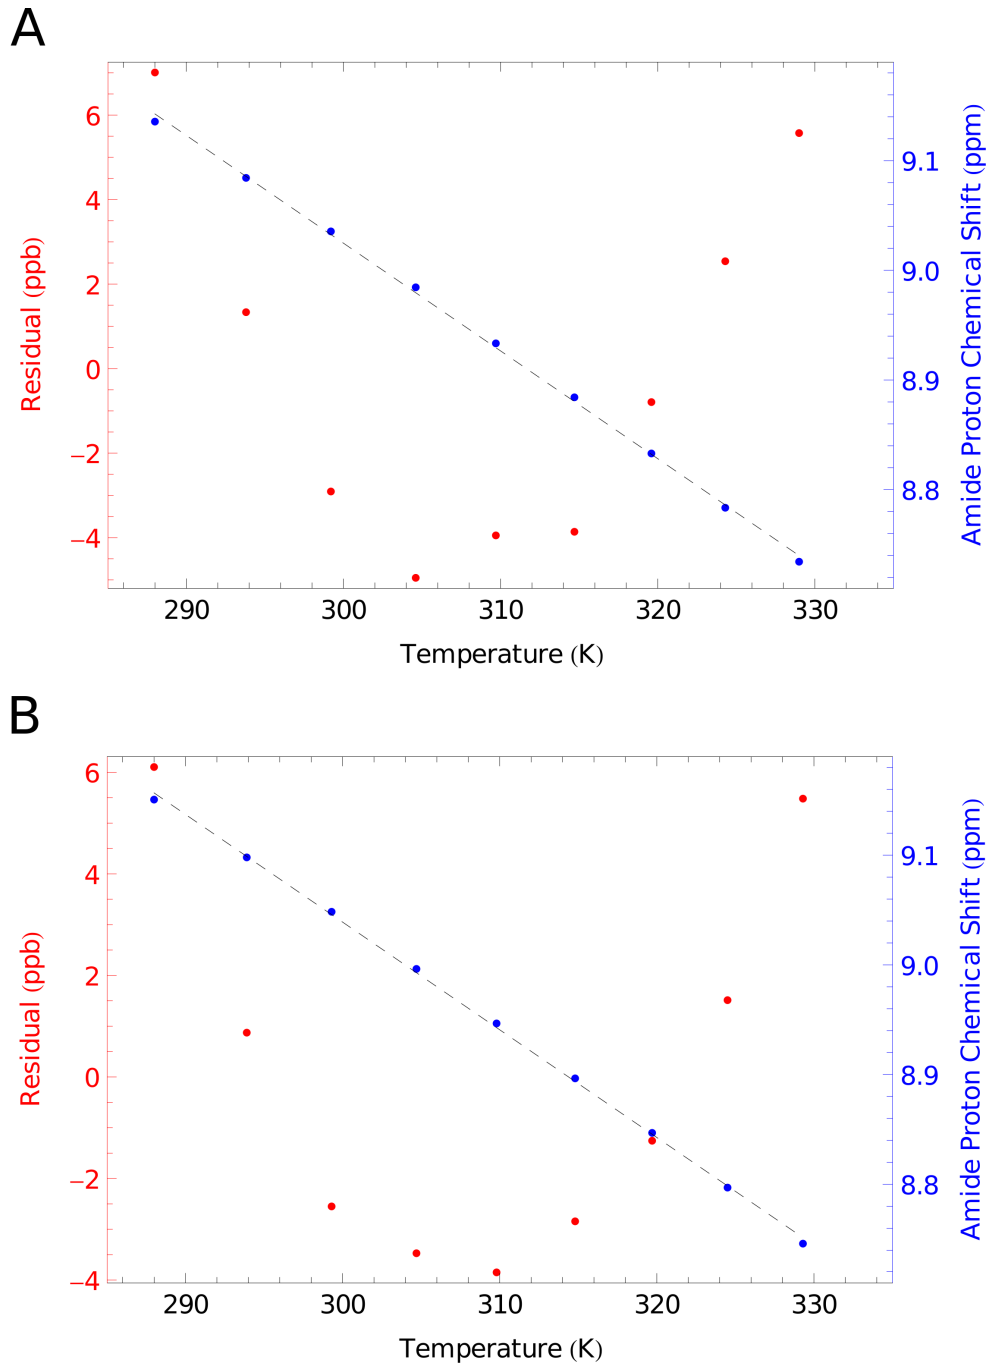 A
6
4
2
0
−2
−4
Residual (ppb)
9.1
9.0
8.9
8.8
Amide Proton Chemical Shift (ppm)
290 300 310 320 330
Temperature (K)
B
6
4
2
0
−2
−4
Residual (ppb)
9.1
9.0
8.9
8.8
Amide Proton Chemical Shift (ppm)
290 300 310 320 330
Temperature (K)